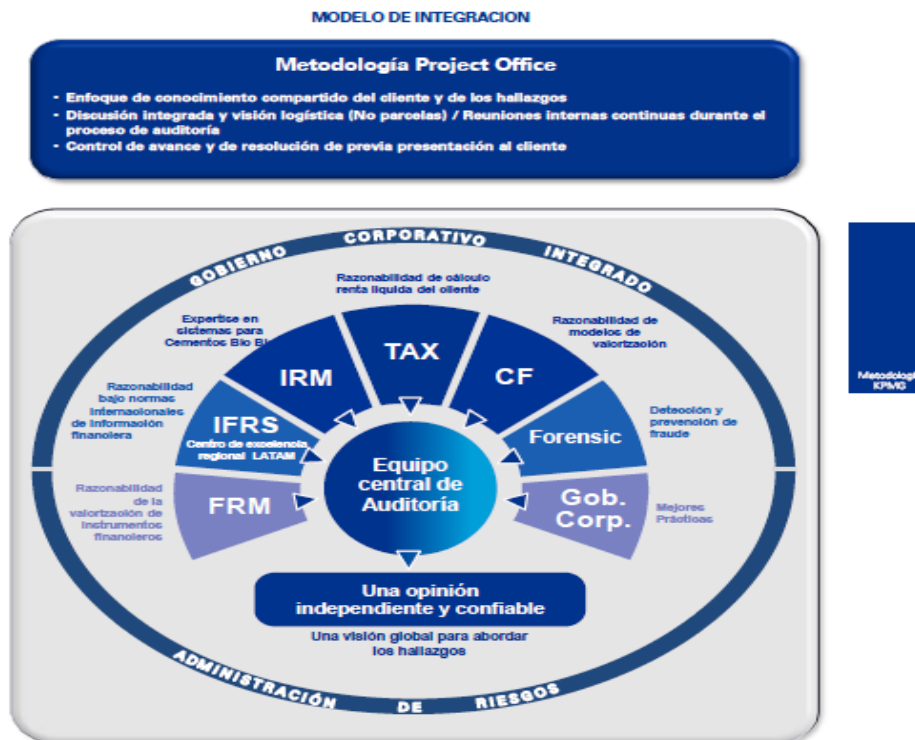 MODELO DE INTEGRACION
Metodología Project Office
- Enfoque de conocimiento compartido del cliente y de los hallazgos
- Discusión integrada y visión logística (No parcelas) / Reuniones internas continuas durante el
proceso de auditoría
- Control de avance y de resolución de previa presentación al cliente
GOBIERNO CORPORATIVO INTEGRADO
Razonabilidad de cálculo
renta líquida del cliente
Expertise en
sistemas para
Cementos Bio Bi
Razonabilidad de
modelos de
valorización
TAX
IRM
CF
Razonabilidad
bajo normas
Internacionales
de información
financiera
IFRS
Centro de excelencia
regional LATAM
Forensic
Detección y
prevención de
fraude
Metodologí
KPMG
Equipo
central de
Auditoría
Razonabilidad
de la
valorización de
instrumentos
financieros
FRM
Gob.
Corp.
Mejores
Prácticas
Una opinión
independiente y confiable
Una visión global para abordar
los hallazgos
ADMINISTRACIÓN DE RIESGOS